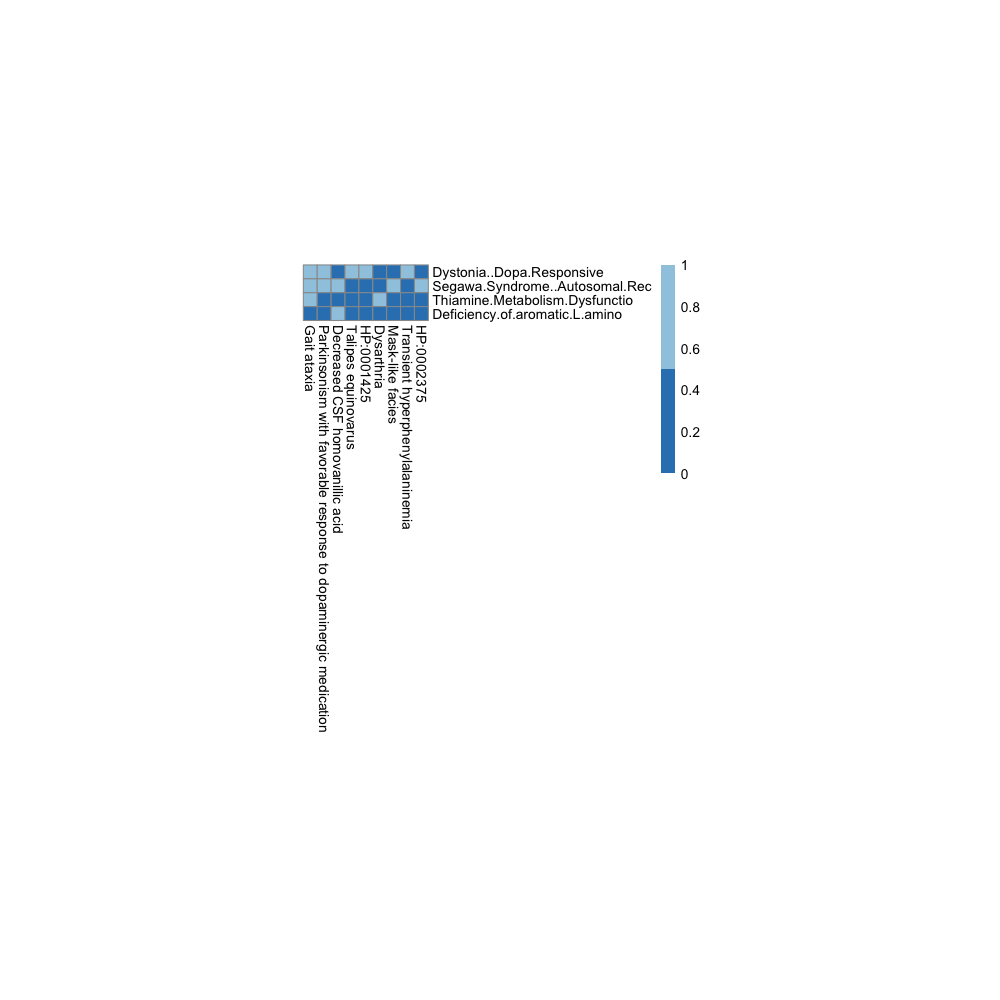 Dystonia..Dopa.Responsive
Segawa.Syndrome..Autosomal.Rec
Thiamine.Metabolism.Dysfunctio
Deficiency.of.aromatic.L.amino
Gait ataxia
Parkinsonism with favorable response to dopaminergic medication
Decreased CSF homovanillic acid
Talipes equinovarus
HP:0001425
Dysarthria
Mask-like facies
Transient hyperphenylalaninemia
HP:0002375
1
0.8
0.6
0.4
0.2
0